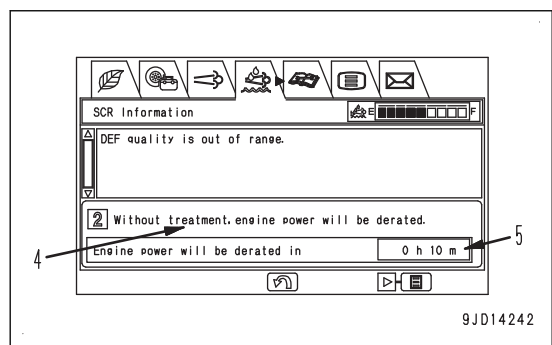 SCR Information
E F
DEF quality is out of range.
2 Without treatment, engine power will be derated.
4
Engine power will be derated in 0 h 10 m
5
9JD14242